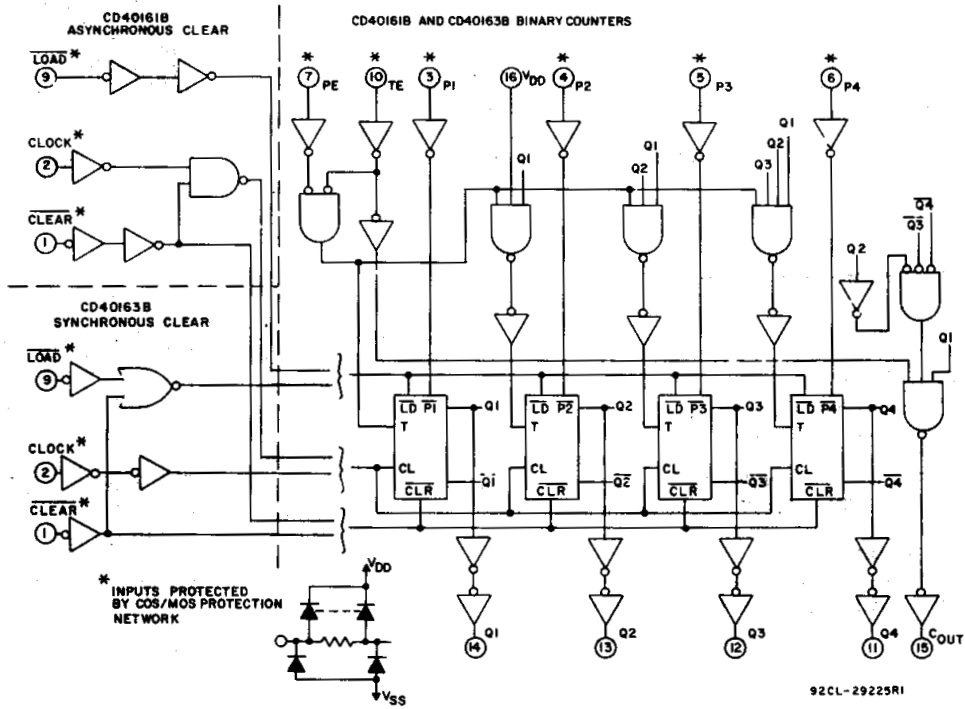 CD40161B
ASYNCHRONOUS CLEAR
CD40161B AND CD40163B BINARY COUNTERS
LOAD *
9
CLOCK *
2
CLEAR *
1
CD40163B
SYNCHRONOUS CLEAR
LOAD *
9
CLOCK *
2
CLEAR *
1
* * * * * *
7 PE 10 TE 3 P1 16 VDD 4 P2 5 P3 6 P4
Q1
Q2 Q1
Q3 Q2 Q1
Q2 Q3 Q4
Q1
LD P1 LD P2 LD P3 LD P4
T T T T
CL CL CL CL
CLR CLR CLR CLR
Q1 Q2 Q3 Q4
Q1 Q2 Q3 Q4
14 Q1 13 Q2 12 Q3 11 Q4 15 COUT
* INPUTS PROTECTED
BY COS/MOS PROTECTION
NETWORK
VDD
VSS
92CL-29225R1